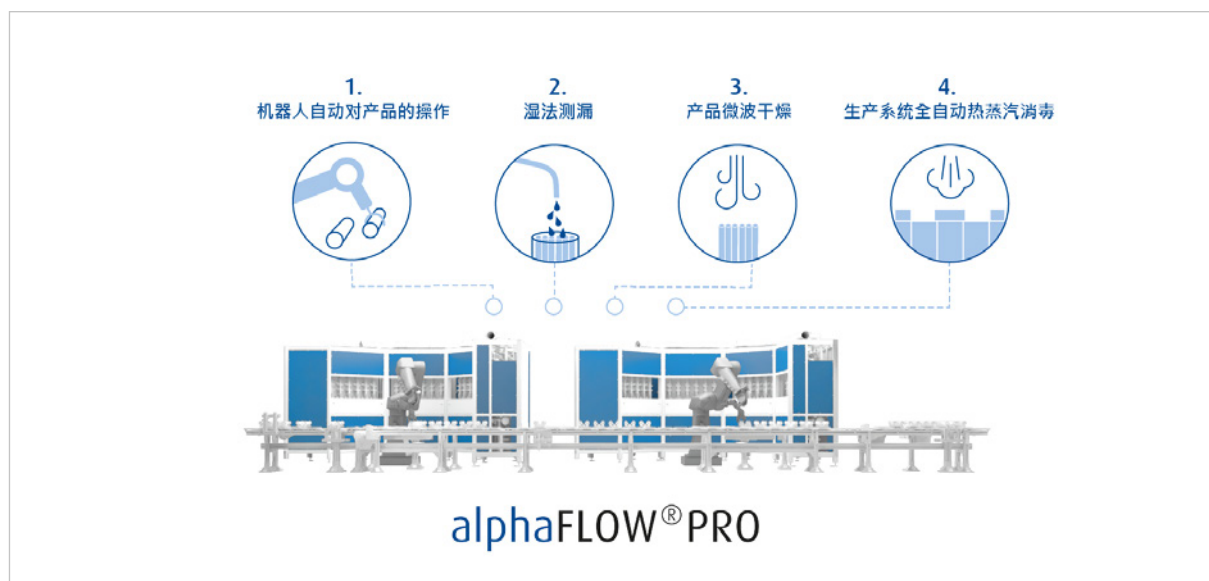 1.
机器人自动对产品的操作
2.
湿法测漏
3.
产品微波干燥
4.
生产系统全自动热蒸汽消毒
alphaFLOW®PRO